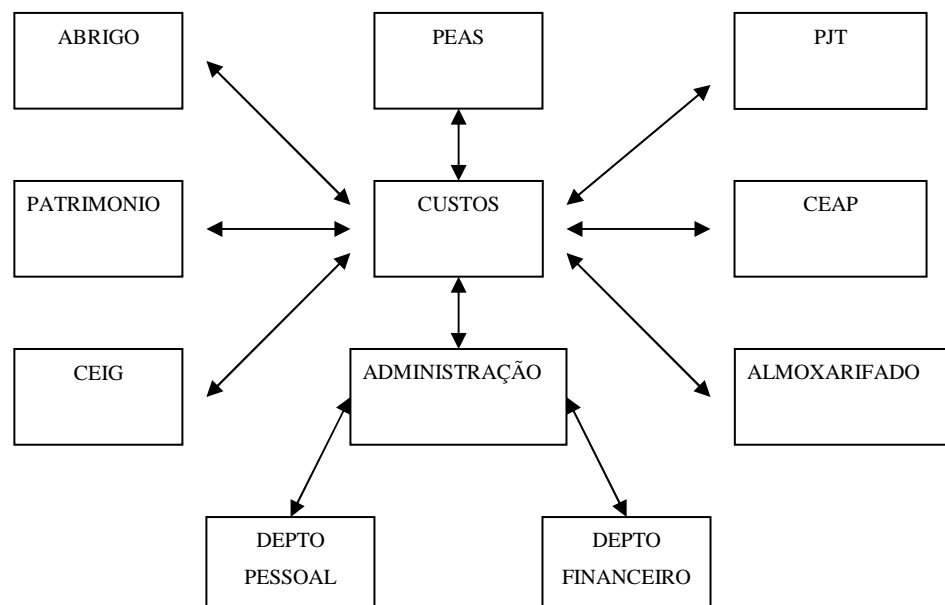 ABRIGO
PEAS
PJT
PATRIMONIO
CUSTOS
CEAP
CEIG
ADMINISTRAÇÃO
ALMOXARIFADO
DEPTO
PESSOAL
DEPTO
FINANCEIRO